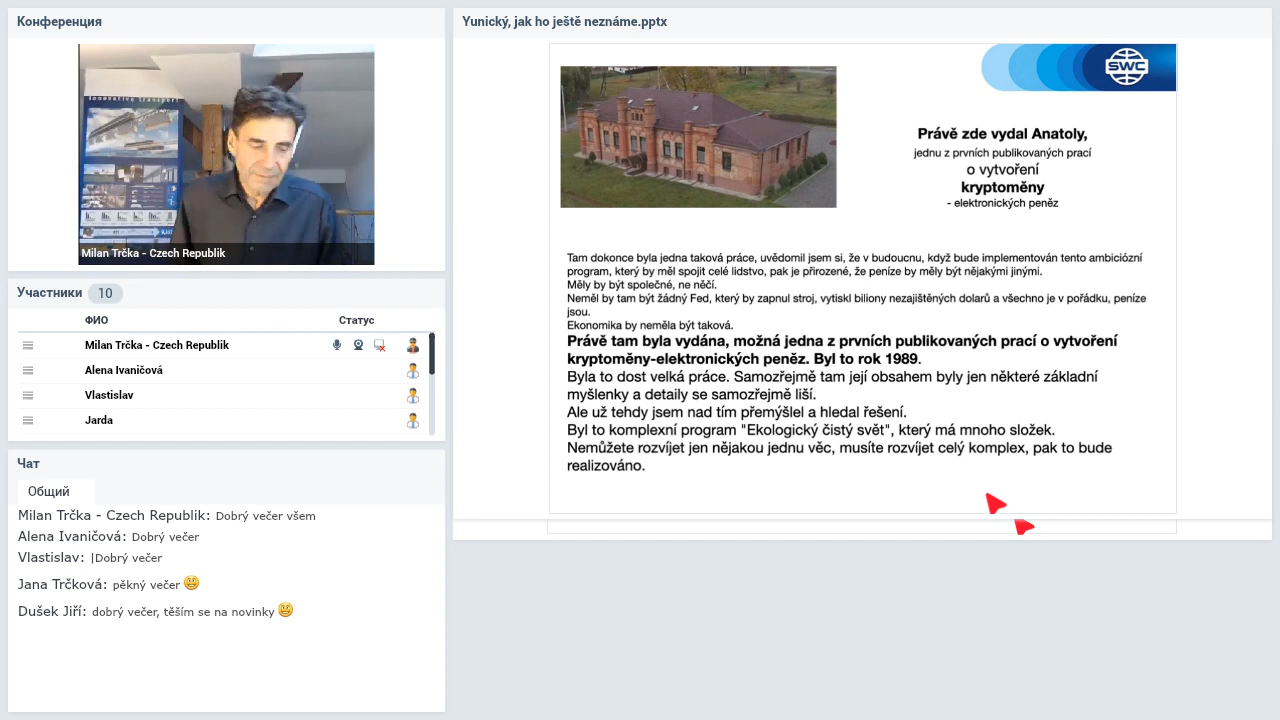 Конференция
Innovative transport
Milan Trčka - Czech Republik
Участники 10
ФИО Статус
Milan Trčka - Czech Republik
Alena Ivaničová
Vlastislav
Jarda
Чат
Общий
Milan Trčka - Czech Republik: Dobrý večer všem
Alena Ivaničová: Dobrý večer
Vlastislav: |Dobrý večer
Jana Trčková: pěkný večer
Dušek Jiří: dobrý večer, těším se na novinky
Yunický, jak ho ještě neznáme.pptx
SWC
Právě zde vydal Anatoly,
jednu z prvních publikovaných prací
o vytvoření
kryptoměny
- elektronických peněz
Tam dokonce byla jedna taková práce, uvědomil jsem si, že v budoucnu, když bude implementován tento ambiciózní
program, který by měl spojit celé lidstvo, pak je přirozené, že peníze by měly být nějakými jinými.
Měly by být společné, ne něčí.
Neměl by tam být žádný Fed, který by zapnul stroj, vytiskl biliony nezajištěných dolarů a všechno je v pořádku, peníze
jsou.
Ekonomika by neměla být taková.
Právě tam byla vydána, možná jedna z prvních publikovaných prací o vytvoření
kryptoměny-elektronických peněz. Byl to rok 1989.
Byla to dost velká práce. Samozřejmě tam její obsahem byly jen některé základní
myšlenky a detaily se samozřejmě liší.
Ale už tehdy jsem nad tím přemýšlel a hledal řešení.
Byl to komplexní program "Ekologický čistý svět", který má mnoho složek.
Nemůžete rozvíjet jen nějakou jednu věc, musíte rozvíjet celý komplex, pak to bude
realizováno.